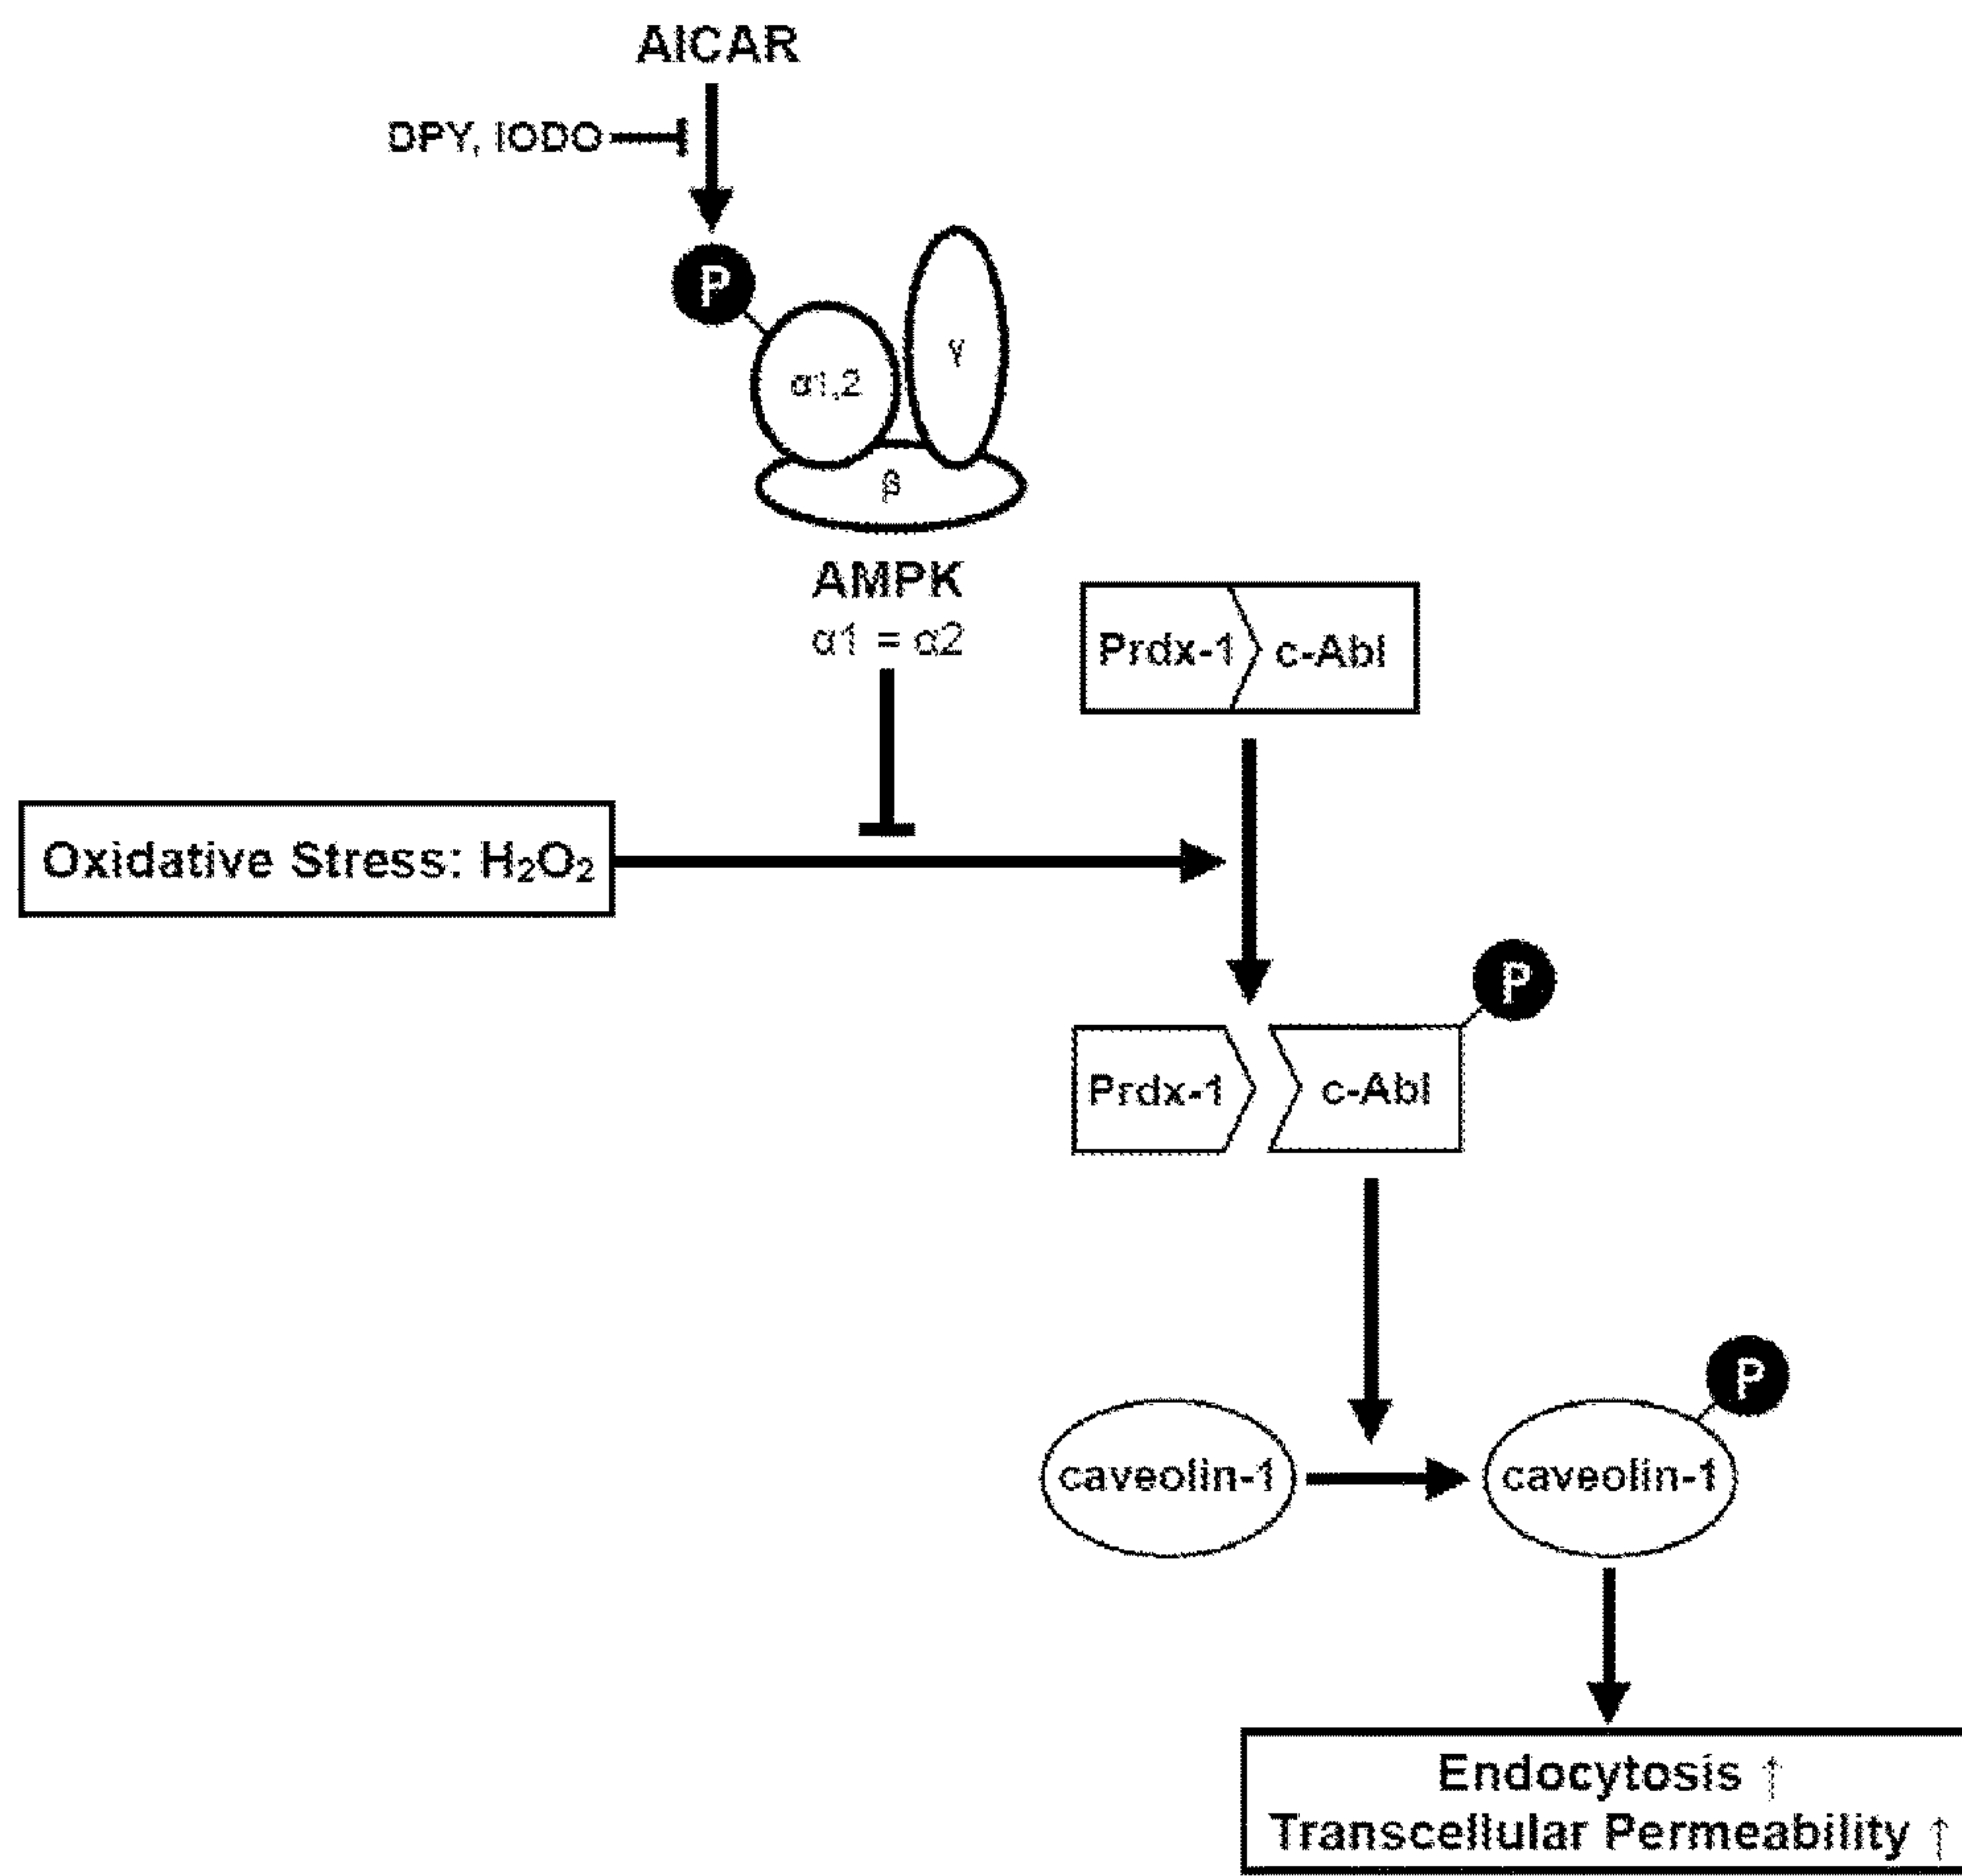 AICAR
DPY, IODO
P
α1,2
γ
β
AMPK
α1 = α2
Prdx-1 c-Abl
Oxidative Stress: H₂O₂
P
Prdx-1 c-Abl
P
caveolin-1 caveolin-1
Endocytosis ↑
Transcellular Permeability ↑